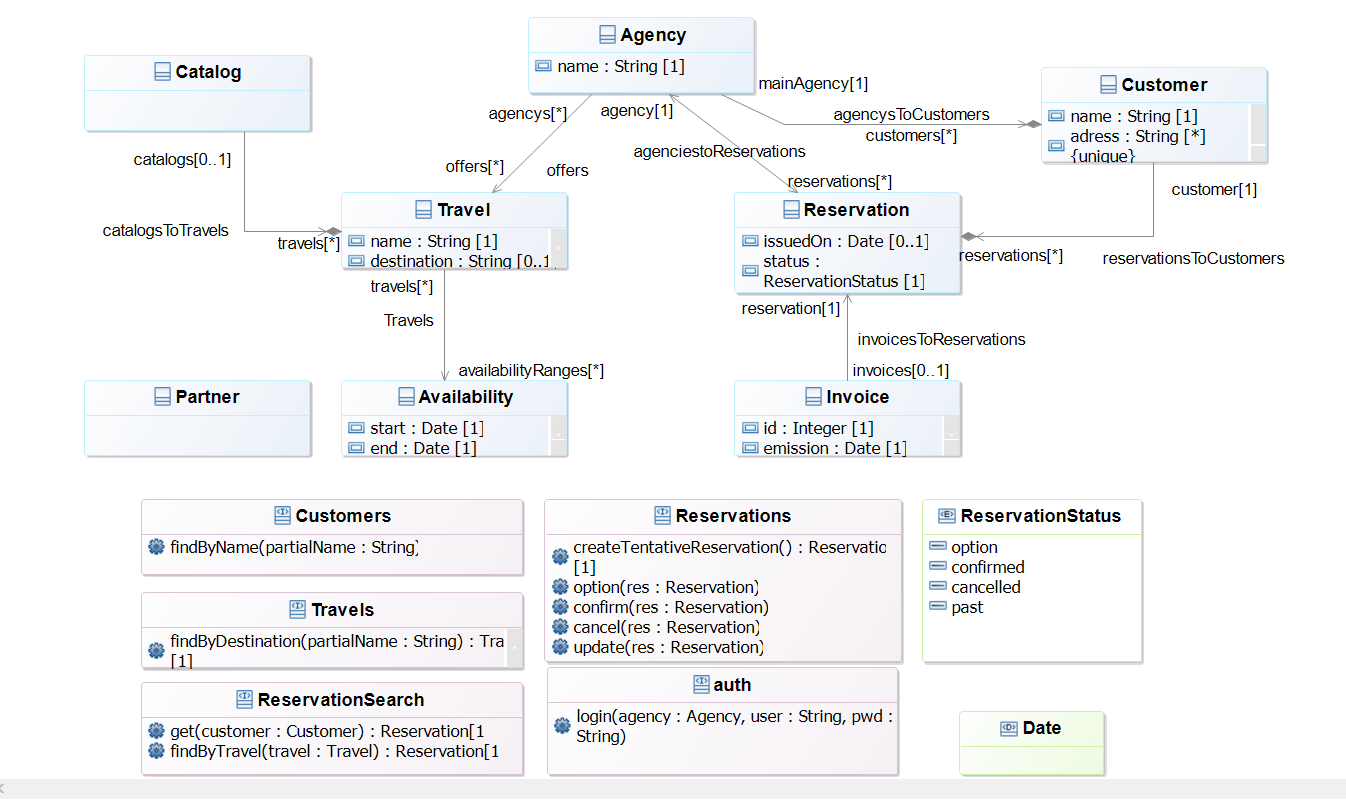 Agency
name : String [1]
Catalog
mainAgency[1]
Customer
agencys[*]
agency[1]
agencysToCustomers
customers[*]
name : String [1]
adress : String [*]
{unique}
catalogs[0..1]
offers[*]
offers
agenciestoReservations
reservations[*]
customer[1]
Travel
Reservation
catalogsToTravels
travels[*]
name : String [1]
destination : String [0..1
issuedOn : Date [0..1]
status :
ReservationStatus [1]
reservations[*]
reservationsToCustomers
travels[*]
Travels
reservation[1]
invoicesToReservations
availabilityRanges[*]
invoices[0..1]
Partner
Availability
start : Date [1]
end : Date [1]
Invoice
id : Integer [1]
emission : Date [1]
Customers
findByName(partialName : String)
Travels
findByDestination(partialName : String) : Tra
[1]
ReservationSearch
get(customer : Customer) : Reservation[1
findByTravel(travel : Travel) : Reservation[1
Reservations
createTentativeReservation() : Reservatio
[1]
option(res : Reservation)
confirm(res : Reservation)
cancel(res : Reservation)
update(res : Reservation)
auth
login(agency : Agency, user : String, pwd :
String)
ReservationStatus
option
confirmed
cancelled
past
Date